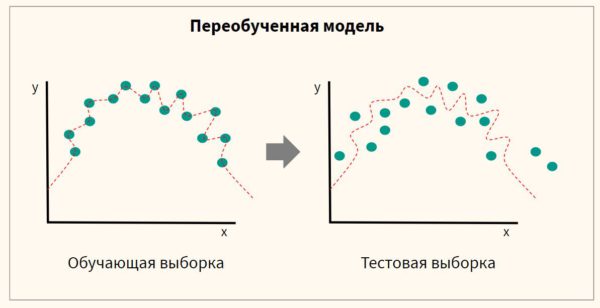 Переобученная модель
y
x
Обучающая выборка
y
x
Тестовая выборка